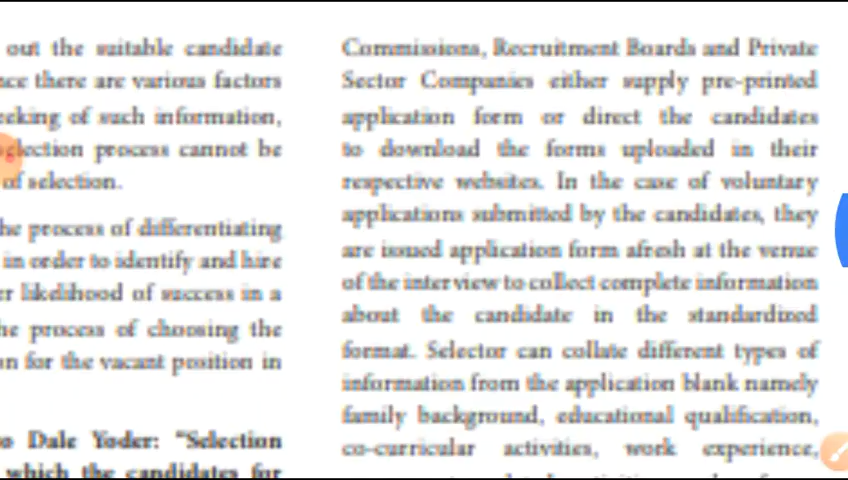 out the suitable candidate
there are various factors
of such information,
selection process cannot be
of selection.
process of differentiating
in order to identify and hire
likelihood of success in a
process of choosing the
for the vacant position in
Dale Yoder: "Selection
which the candidates for
Commissions, Recruitment Boards and Private
Sector Companies either supply pre-printed
application form or direct the candidates
to download the forms uploaded in their
respective websites. In the case of voluntary
applications submitted by the candidates, they
are issued application form afresh at the venue
of the interview to collect complete information
about the candidate in the standardized
format. Selector can collate different types of
information from the application blank namely
family background, educational qualification,
co-curricular activities, work experience,